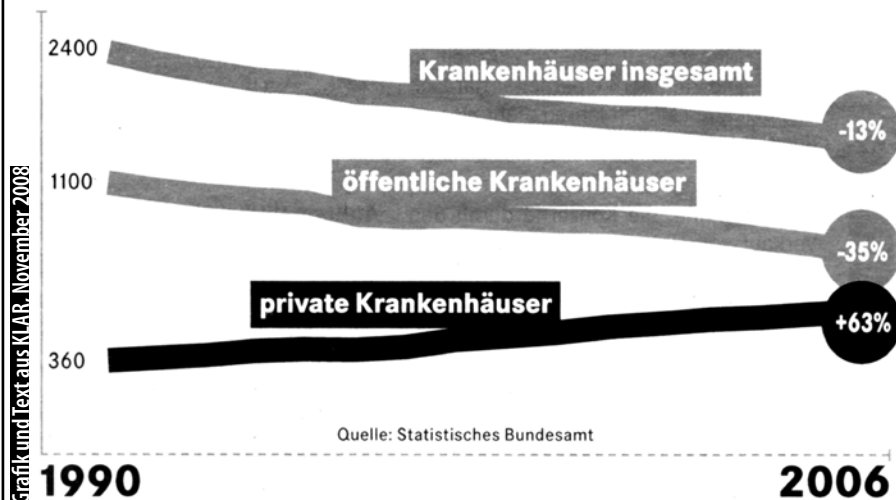 2400
Krankenhäuser insgesamt
-13%
1100
öffentliche Krankenhäuser
-35%
private Krankenhäuser
+63%
360
Quelle: Statistisches Bundesamt
1990
2006
Grafik und Text aus KLAR, November 2008